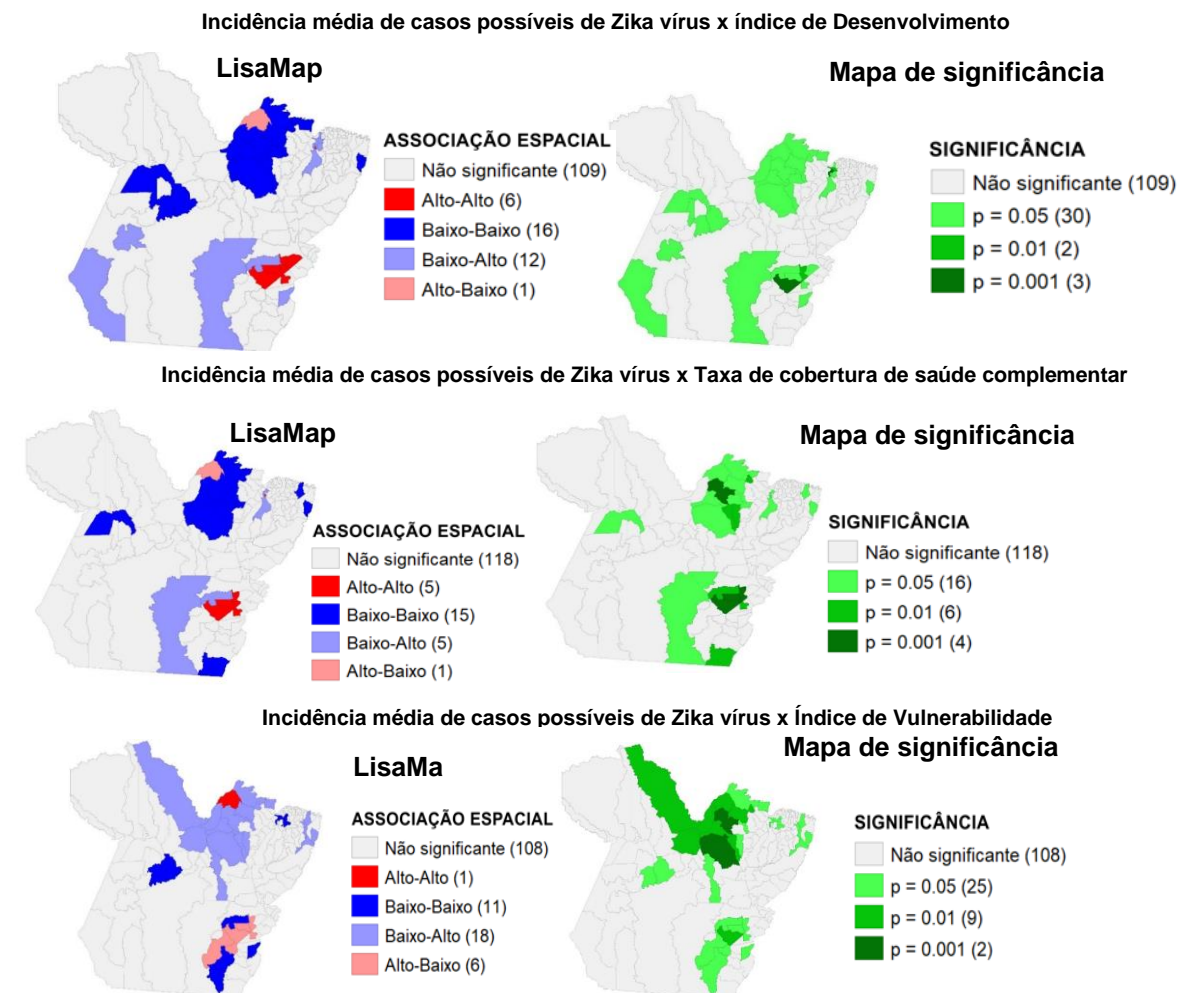 Incidência média de casos possíveis de Zika vírus x índice de Desenvolvimento
LisaMap
Mapa de significância
ASSOCIAÇÃO ESPACIAL
Não significante (109)
Alto-Alto (6)
Baixo-Baixo (16)
Baixo-Alto (12)
Alto-Baixo (1)
SIGNIFICÂNCIA
Não significante (109)
p = 0.05 (30)
p = 0.01 (2)
p = 0.001 (3)
Incidência média de casos possíveis de Zika vírus x Taxa de cobertura de saúde complementar
LisaMap
Mapa de significância
ASSOCIAÇÃO ESPACIAL
Não significante (118)
Alto-Alto (5)
Baixo-Baixo (15)
Baixo-Alto (5)
Alto-Baixo (1)
SIGNIFICÂNCIA
Não significante (118)
p = 0.05 (16)
p = 0.01 (6)
p = 0.001 (4)
Incidência média de casos possíveis de Zika vírus x Índice de Vulnerabilidade
LisaMa
Mapa de significância
ASSOCIAÇÃO ESPACIAL
Não significante (108)
Alto-Alto (1)
Baixo-Baixo (11)
Baixo-Alto (18)
Alto-Baixo (6)
SIGNIFICÂNCIA
Não significante (108)
p = 0.05 (25)
p = 0.01 (9)
p = 0.001 (2)